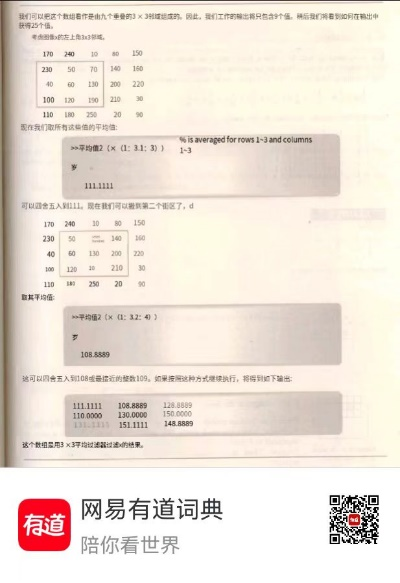 我们可以把这个数组看作是由九个重叠的3 × 3邻域组成的。因此，我们工作的输出将只包含9个值。稍后我们将看到如何在输出中
获得25个值。
考虑图像x的左上角3x3邻域。
170 240 10 80 150
230 50 70 140 160
40 60 130 200 220
100 120 190 210 30
110 180 250 20 90
现在我们取所有这些值的平均值:
% is averaged for rows 1~3 and columns
1~3
>>平均值2（×（1：3.1：3））
岁
111.1111
可以四舍五入到111。现在我们可以搬到第二个街区了，d
170 240 10 80 150
230 50 140 160
40 60 130 200 220
100 120 10 210 30
110 180 250 20 90
取其平均值:
>>平均值2（×（1：3.2：4））
岁
108.8889
这可以四舍五入到108或最接近的整数109。如果按照这种方式继续执行，将得到如下输出:
111.1111 108.8889 128.8889
110.0000 130.0000 150.0000
131.1111 151.1111 148.8889
这个数组是用3 ×3平均过滤器过滤x的结果。
有道
网易有道词典
陪你看世界